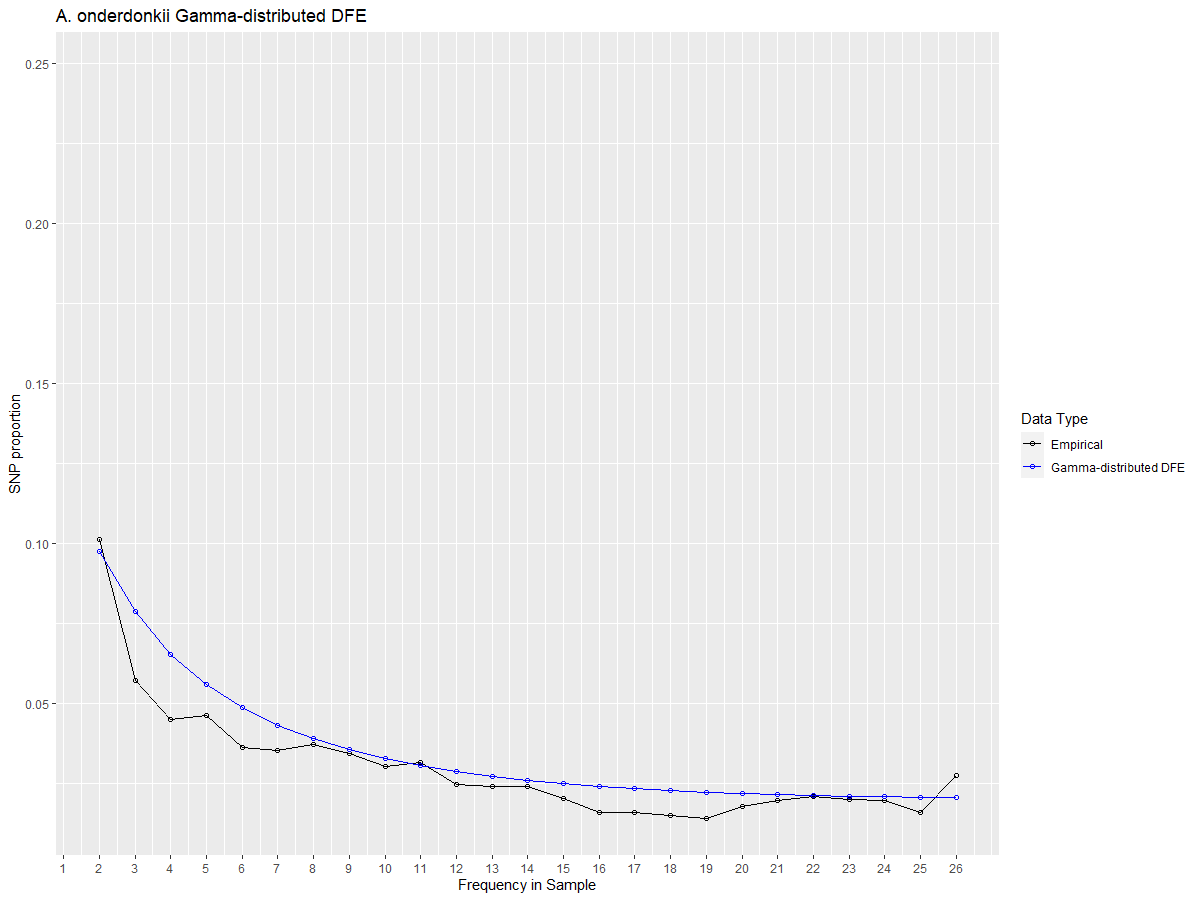 A. onderdonkii Gamma-distributed DFE
0.25
0.20
0.15
0.10
0.05
SNP proportion
1 2 3 4 5 6 7 8 9 10 11 12 13 14 15 16 17 18 19 20 21 22 23 24 25 26
Frequency in Sample
Data Type
Empirical
Gamma-distributed DFE